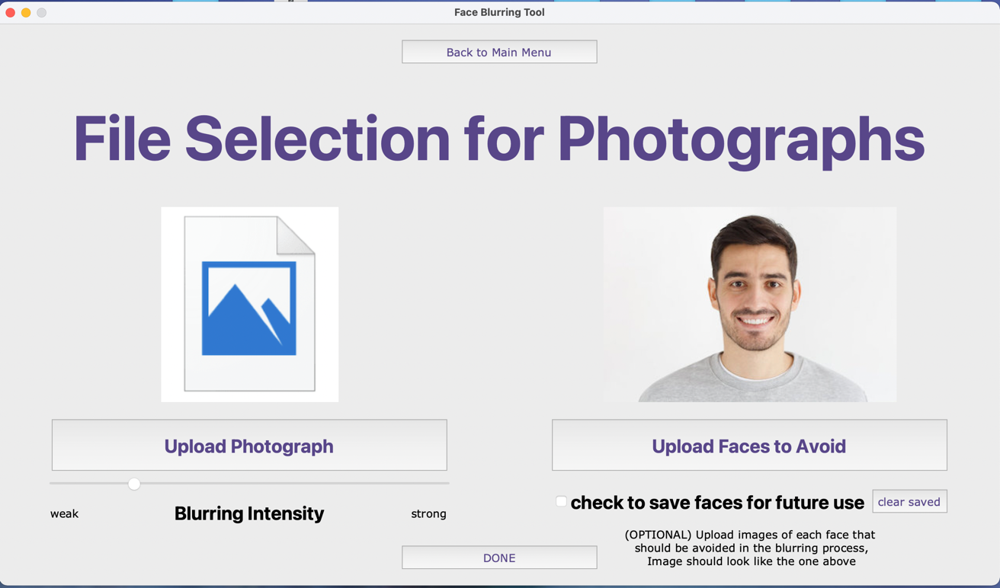 Face Blurring Tool
Back to Main Menu
File Selection for Photographs
Upload Photograph
Upload Faces to Avoid
weak
Blurring Intensity
strong
check to save faces for future use
clear saved
(OPTIONAL) Upload images of each face that
should be avoided in the blurring process,
Image should look like the one above
DONE